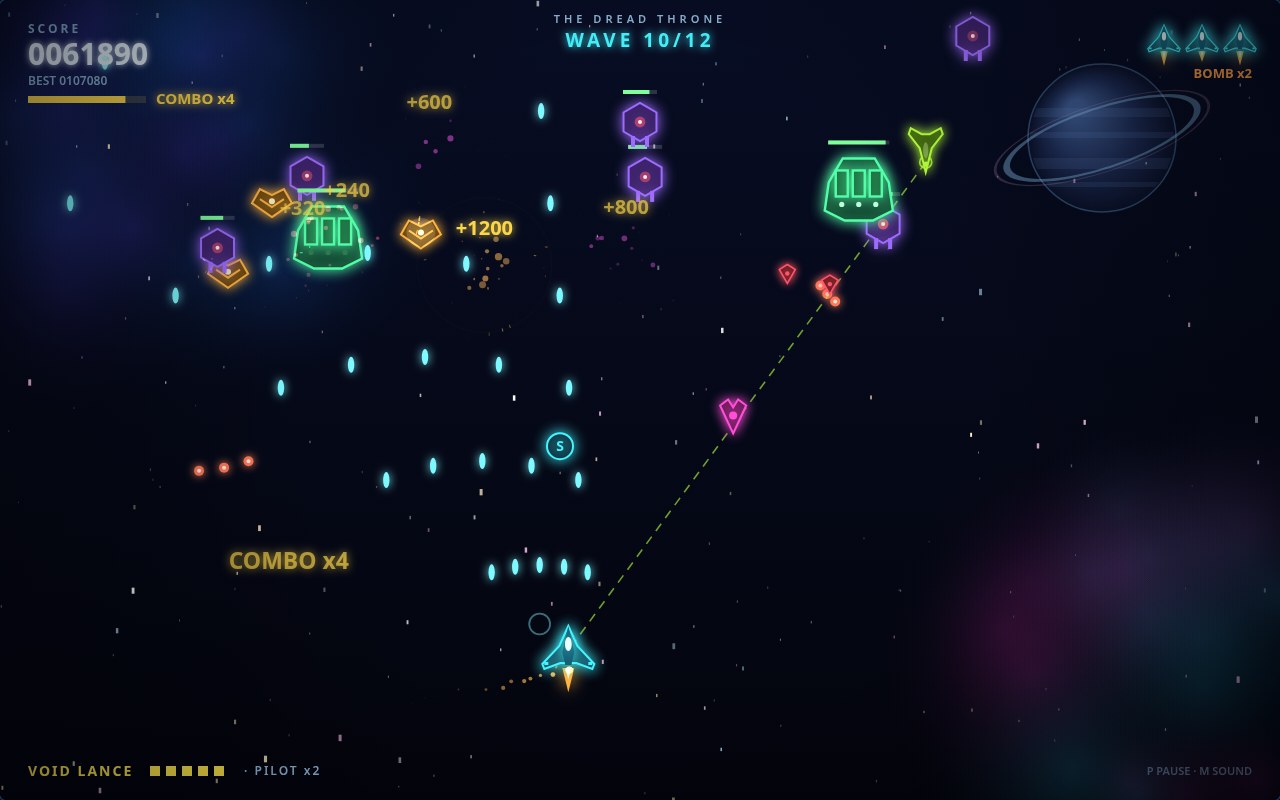 SCORE
0061890
BEST 0107080
COMBO x4
THE DREAD THRONE
WAVE 10/12
BOMB x2
+600
+240
+320
+800
+1200
S
COMBO x4
VOID LANCE
· PILOT x2
P PAUSE · M SOUND